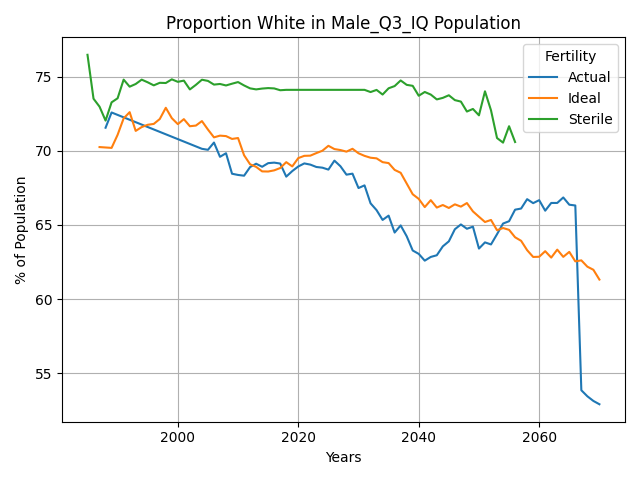 Proportion White in Male_Q3_IQ Population
Fertility
Actual
Ideal
Sterile
% of Population
75
70
65
60
55
2000
2020
2040
2060
Years